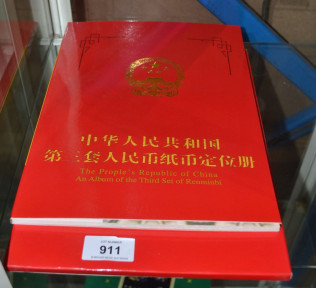 中华人民共和国
第三套人民币纸币定位册
The People's Republic of China
An Album of the Third Set of Renminbi
LOT NUMBER
911